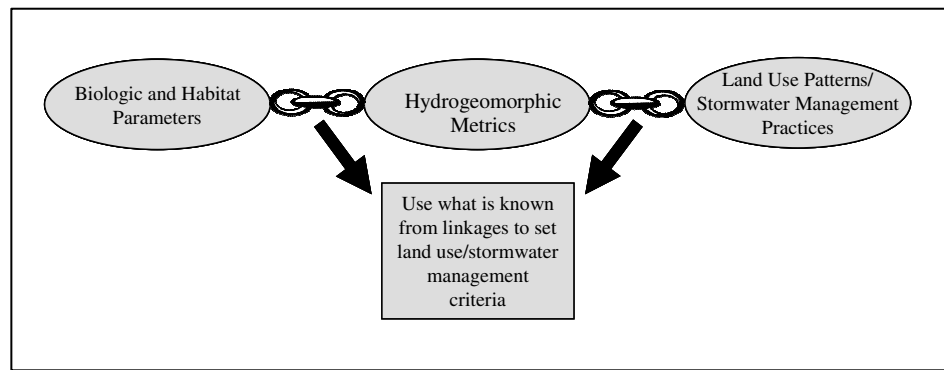 Biologic and Habitat
Parameters
Hydrogeomorphic
Metrics
Land Use Patterns/
Stormwater Management
Practices
Use what is known
from linkages to set
land use/stormwater
management
criteria